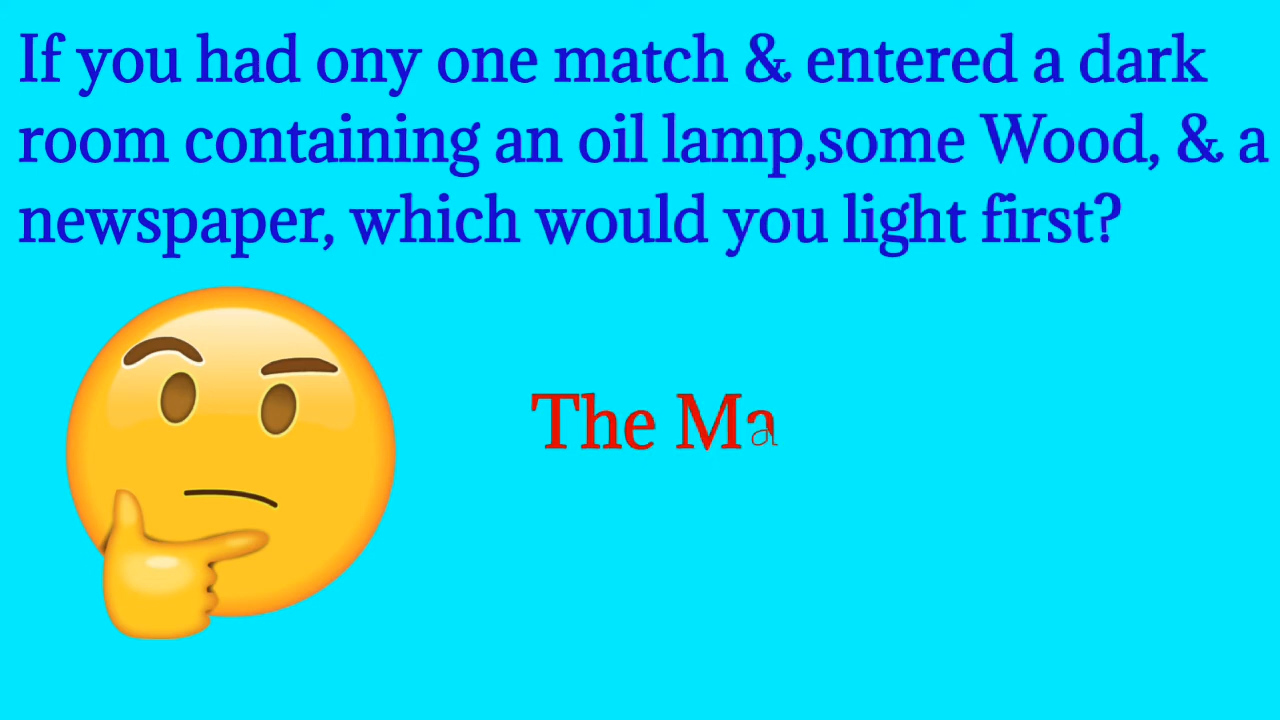 If you had ony one match & entered a dark
room containing an oil lamp,some Wood, & a
newspaper, which would you light first?
The Ma